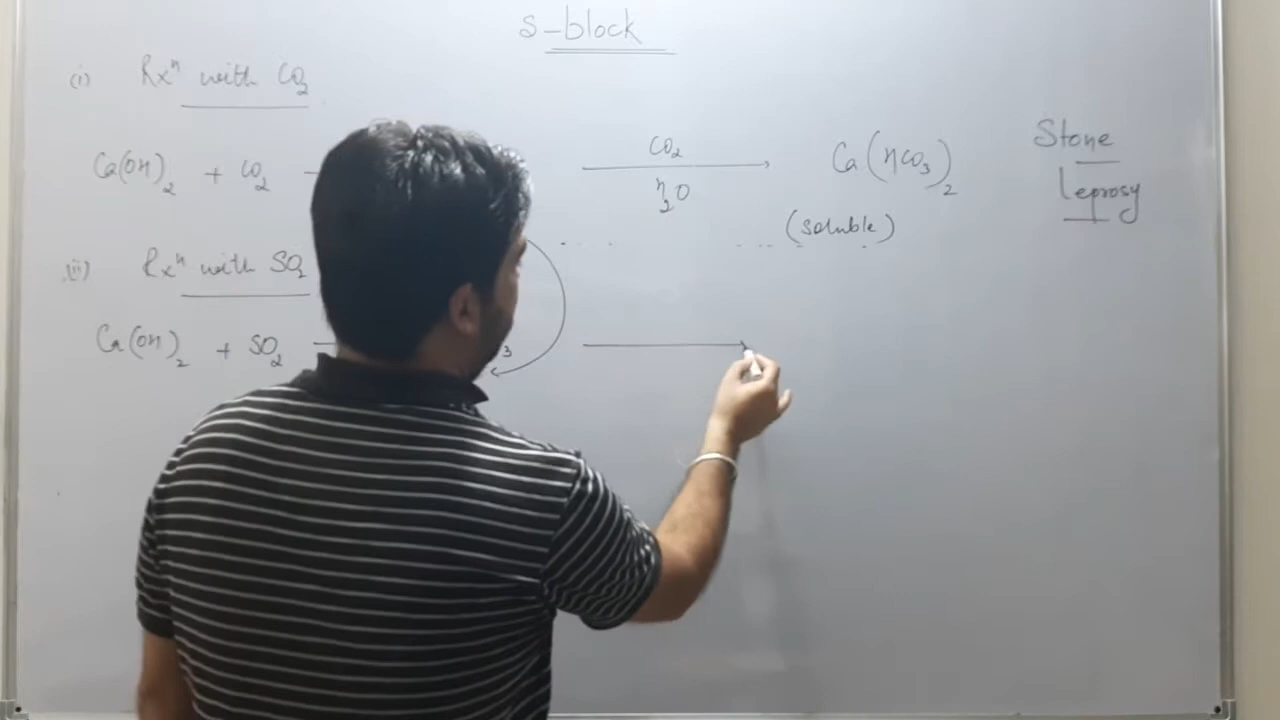 s-block
(i) Rxⁿ with CO₂
Ca(OH)₂ + CO₂ → CO₂ → Ca(HCO₃)₂ Stone
H₂O leprosy
(soluble)
(ii) Rxⁿ with SO₂
Ca(OH)₂ + SO₂ 3 →